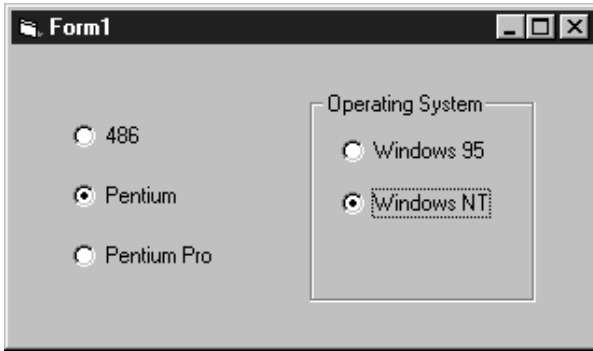 Form1
486
Pentium
Pentium Pro
Operating System
Windows 95
Windows NT